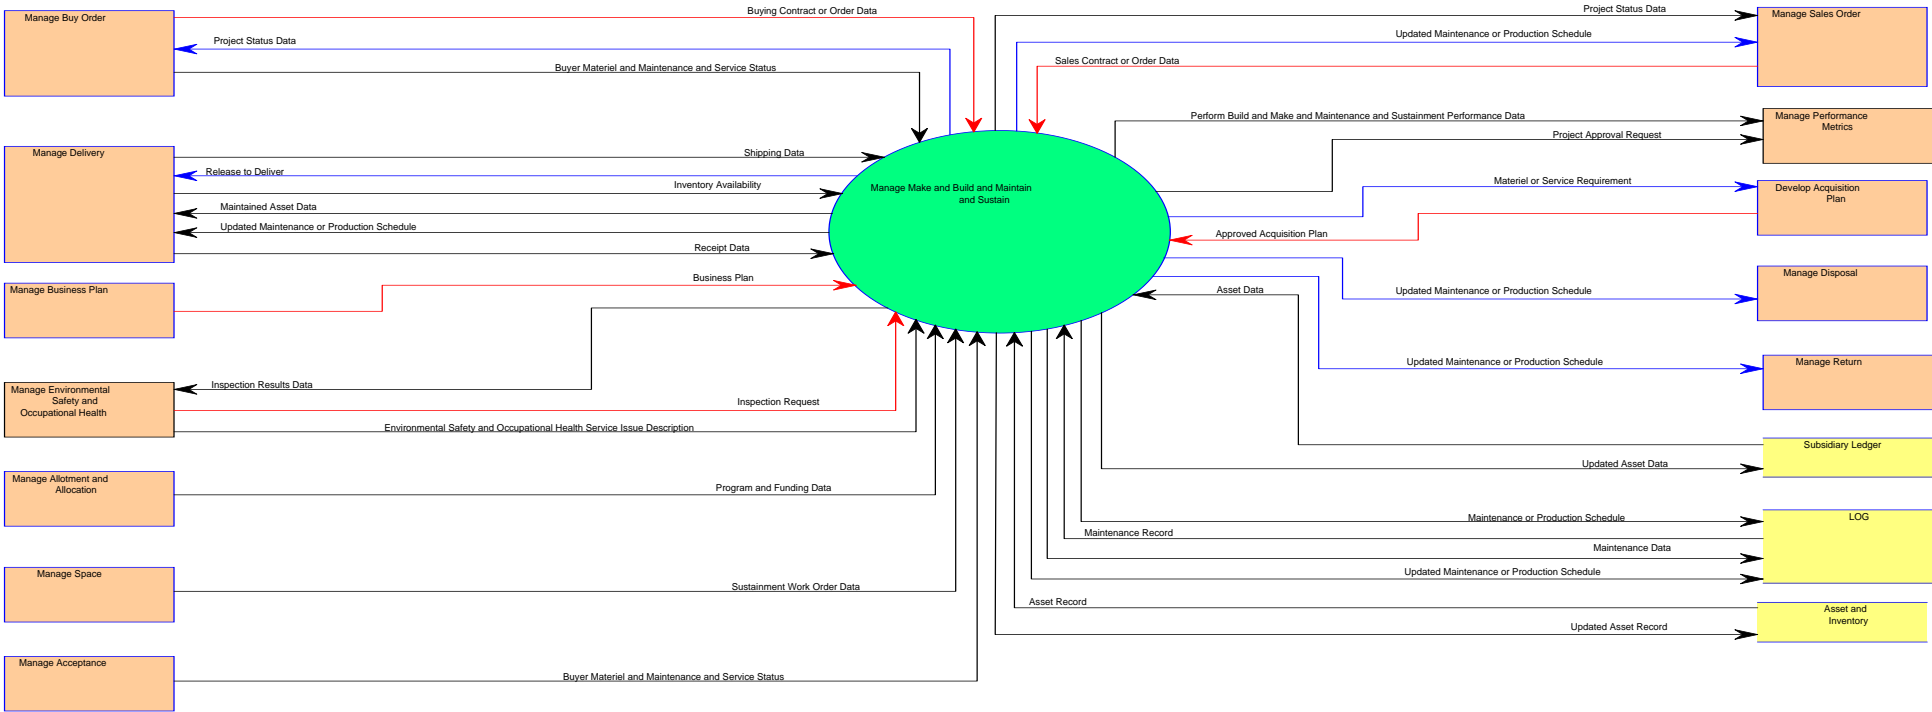 Manage Buy Order
Buying Contract or Order Data
Project Status Data
Buyer Materiel and Maintenance and Service Status
Project Status Data
Manage Sales Order
Updated Maintenance or Production Schedule
Sales Contract or Order Data
Perform Build and Make and Maintenance and Sustainment Performance Data
Manage Performance
Metrics
Project Approval Request
Manage Delivery
Shipping Data
Release to Deliver
Inventory Availability
Maintained Asset Data
Updated Maintenance or Production Schedule
Receipt Data
Manage Make and Build and Maintain
and Sustain
Materiel or Service Requirement
Develop Acquisition
Plan
Approved Acquisition Plan
Manage Business Plan
Business Plan
Asset Data
Updated Maintenance or Production Schedule
Manage Disposal
Updated Maintenance or Production Schedule
Manage Return
Manage Environmental
Safety and
Occupational Health
Inspection Results Data
Inspection Request
Environmental Safety and Occupational Health Service Issue Description
Subsidiary Ledger
Updated Asset Data
Manage Allotment and
Allocation
Program and Funding Data
Maintenance or Production Schedule
LOG
Maintenance Record
Maintenance Data
Updated Maintenance or Production Schedule
Manage Space
Sustainment Work Order Data
Asset Record
Asset and
Inventory
Updated Asset Record
Manage Acceptance
Buyer Materiel and Maintenance and Service Status